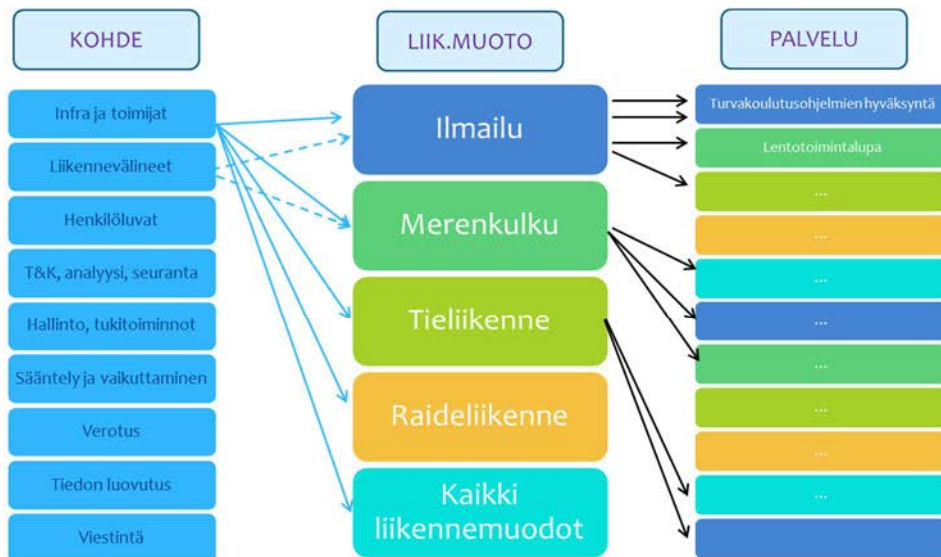 KOHDE
Infra ja toimijat
Liikennevälineet
Henkilöluvat
T&K, analyysi, seuranta
Hallinto, tukitoiminnot
Sääntely ja vaikuttaminen
Verotus
Tiedon luovutus
Viestintä
LIIK.MUOTO
Ilmailu
Merenkulku
Tieliikenne
Raideliikenne
Kaikki
liikennemuodot
PALVELU
Turvakoulutusohjelmien hyväksyntä
Lentotoimintalupa
...
...
...
...
...
...
...
...